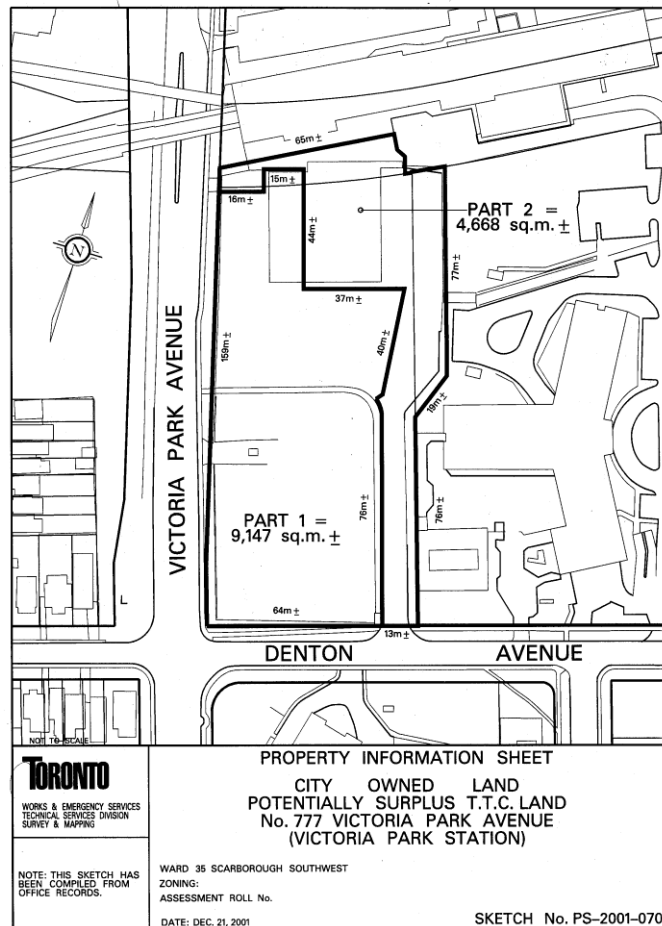 65m±
15m±
16m±
PART 2 =
4,668 sq.m. ±
44m±
77m±
37m±
159m±
40m±
19m±
N
VICTORIA PARK AVENUE
PART 1 =
9,147 sq.m. ±
76m±
76m±
64m±
13m±
DENTON AVENUE
NOT TO SCALE
TORONTO
WORKS & EMERGENCY SERVICES
TECHNICAL SERVICES DIVISION
SURVEY & MAPPING
NOTE: THIS SKETCH HAS
BEEN COMPILED FROM
OFFICE RECORDS.
PROPERTY INFORMATION SHEET
CITY OWNED LAND
POTENTIALLY SURPLUS T.T.C. LAND
No. 777 VICTORIA PARK AVENUE
(VICTORIA PARK STATION)
WARD 35 SCARBOROUGH SOUTHWEST
ZONING:
ASSESSMENT ROLL No.
DATE: DEC. 21, 2001
SKETCH No. PS-2001-070